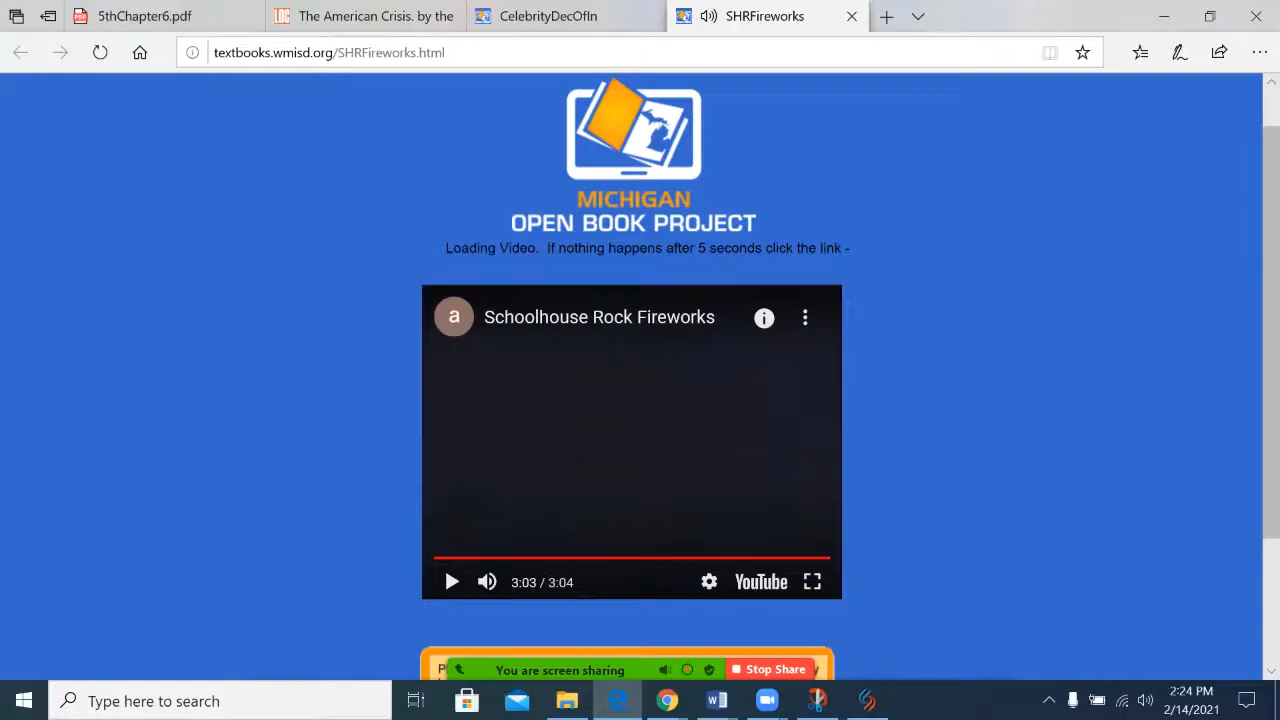 5thChapter6.pdf
The American Crisis, by the
CelebrityDecOfIn
SHRFireworks
textbooks.wmisd.org/SHRFireworks.html
MICHIGAN
OPEN BOOK PROJECT
Loading Video. If nothing happens after 5 seconds click the link -
a Schoolhouse Rock Fireworks
3:03 / 3:04
YouTube
You are screen sharing
Stop Share
Type here to search
2:24 PM
2/14/2021